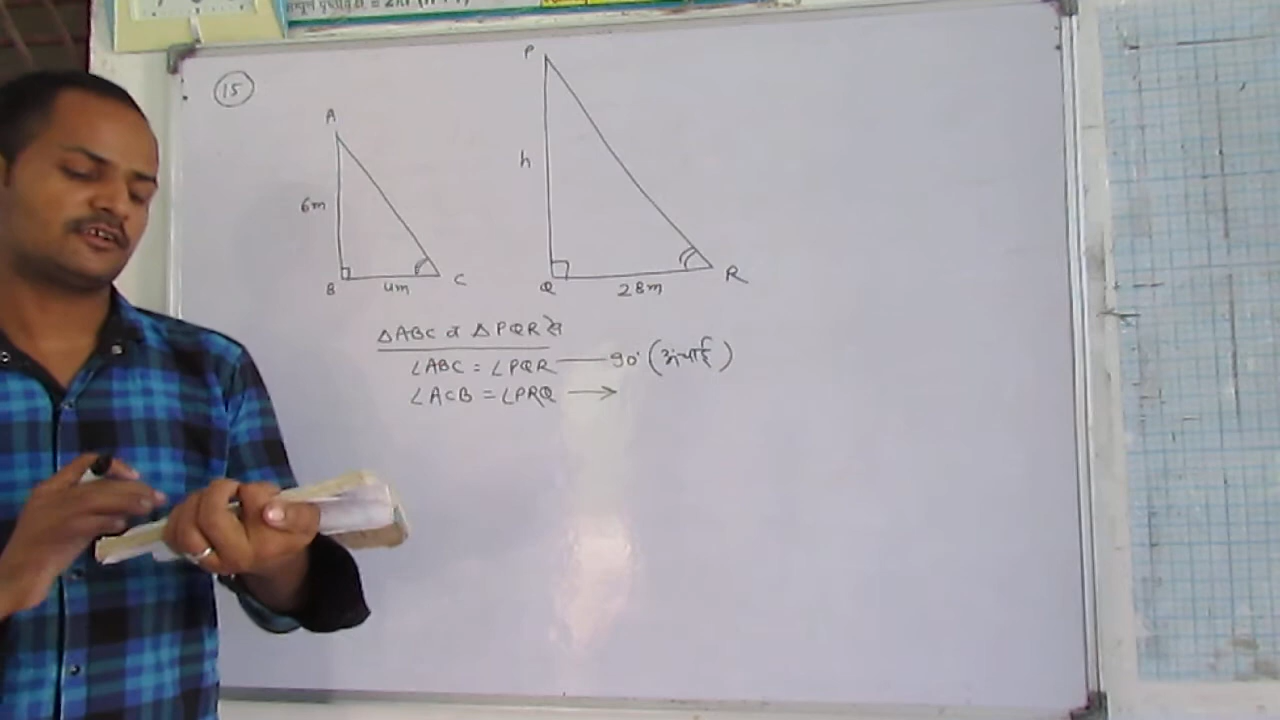 15
P
A
h
6m
B
4m
C
Q
28m
R
△ABC व △PQR से
∠ABC = ∠PQR —— 90° (ऊंचाई)
∠ACB = ∠PRQ →